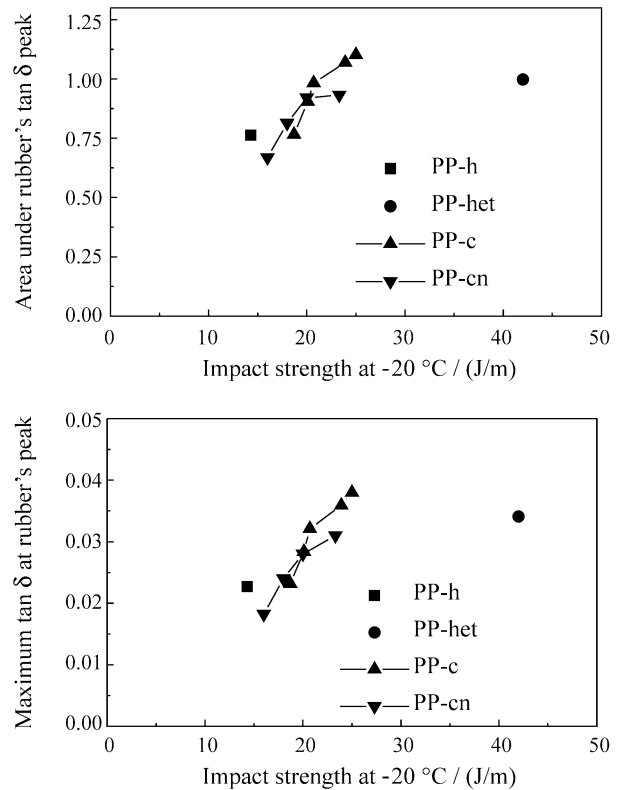 Area under rubber's tan δ peak
1.25
1.00
0.75
0.50
0.25
0.00
PP-h
PP-het
PP-c
PP-cn
0 10 20 30 40 50
Impact strength at -20 °C / (J/m)
Maximum tan δ at rubber's peak
0.05
0.04
0.03
0.02
0.01
0.00
PP-h
PP-het
PP-c
PP-cn
0 10 20 30 40 50
Impact strength at -20 °C / (J/m)